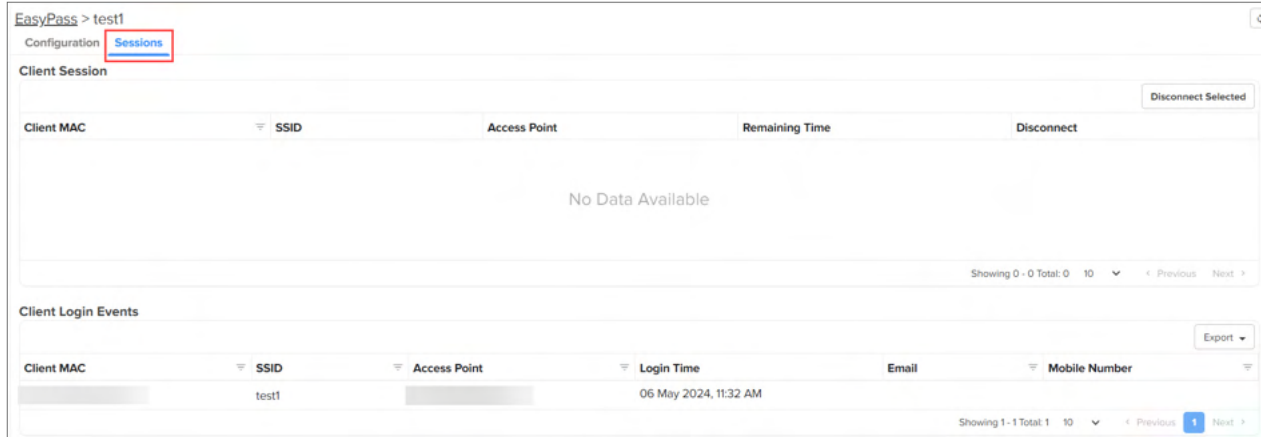 EasyPass > test1
Configuration Sessions
Client Session
Disconnect Selected
Client MAC SSID Access Point Remaining Time Disconnect
No Data Available
Showing 0 - 0 Total: 0 10 < Previous Next >
Client Login Events
Export
Client MAC SSID Access Point Login Time Email Mobile Number
test1 06 May 2024, 11:32 AM
Showing 1 - 1 Total: 1 10 < Previous 1 Next >